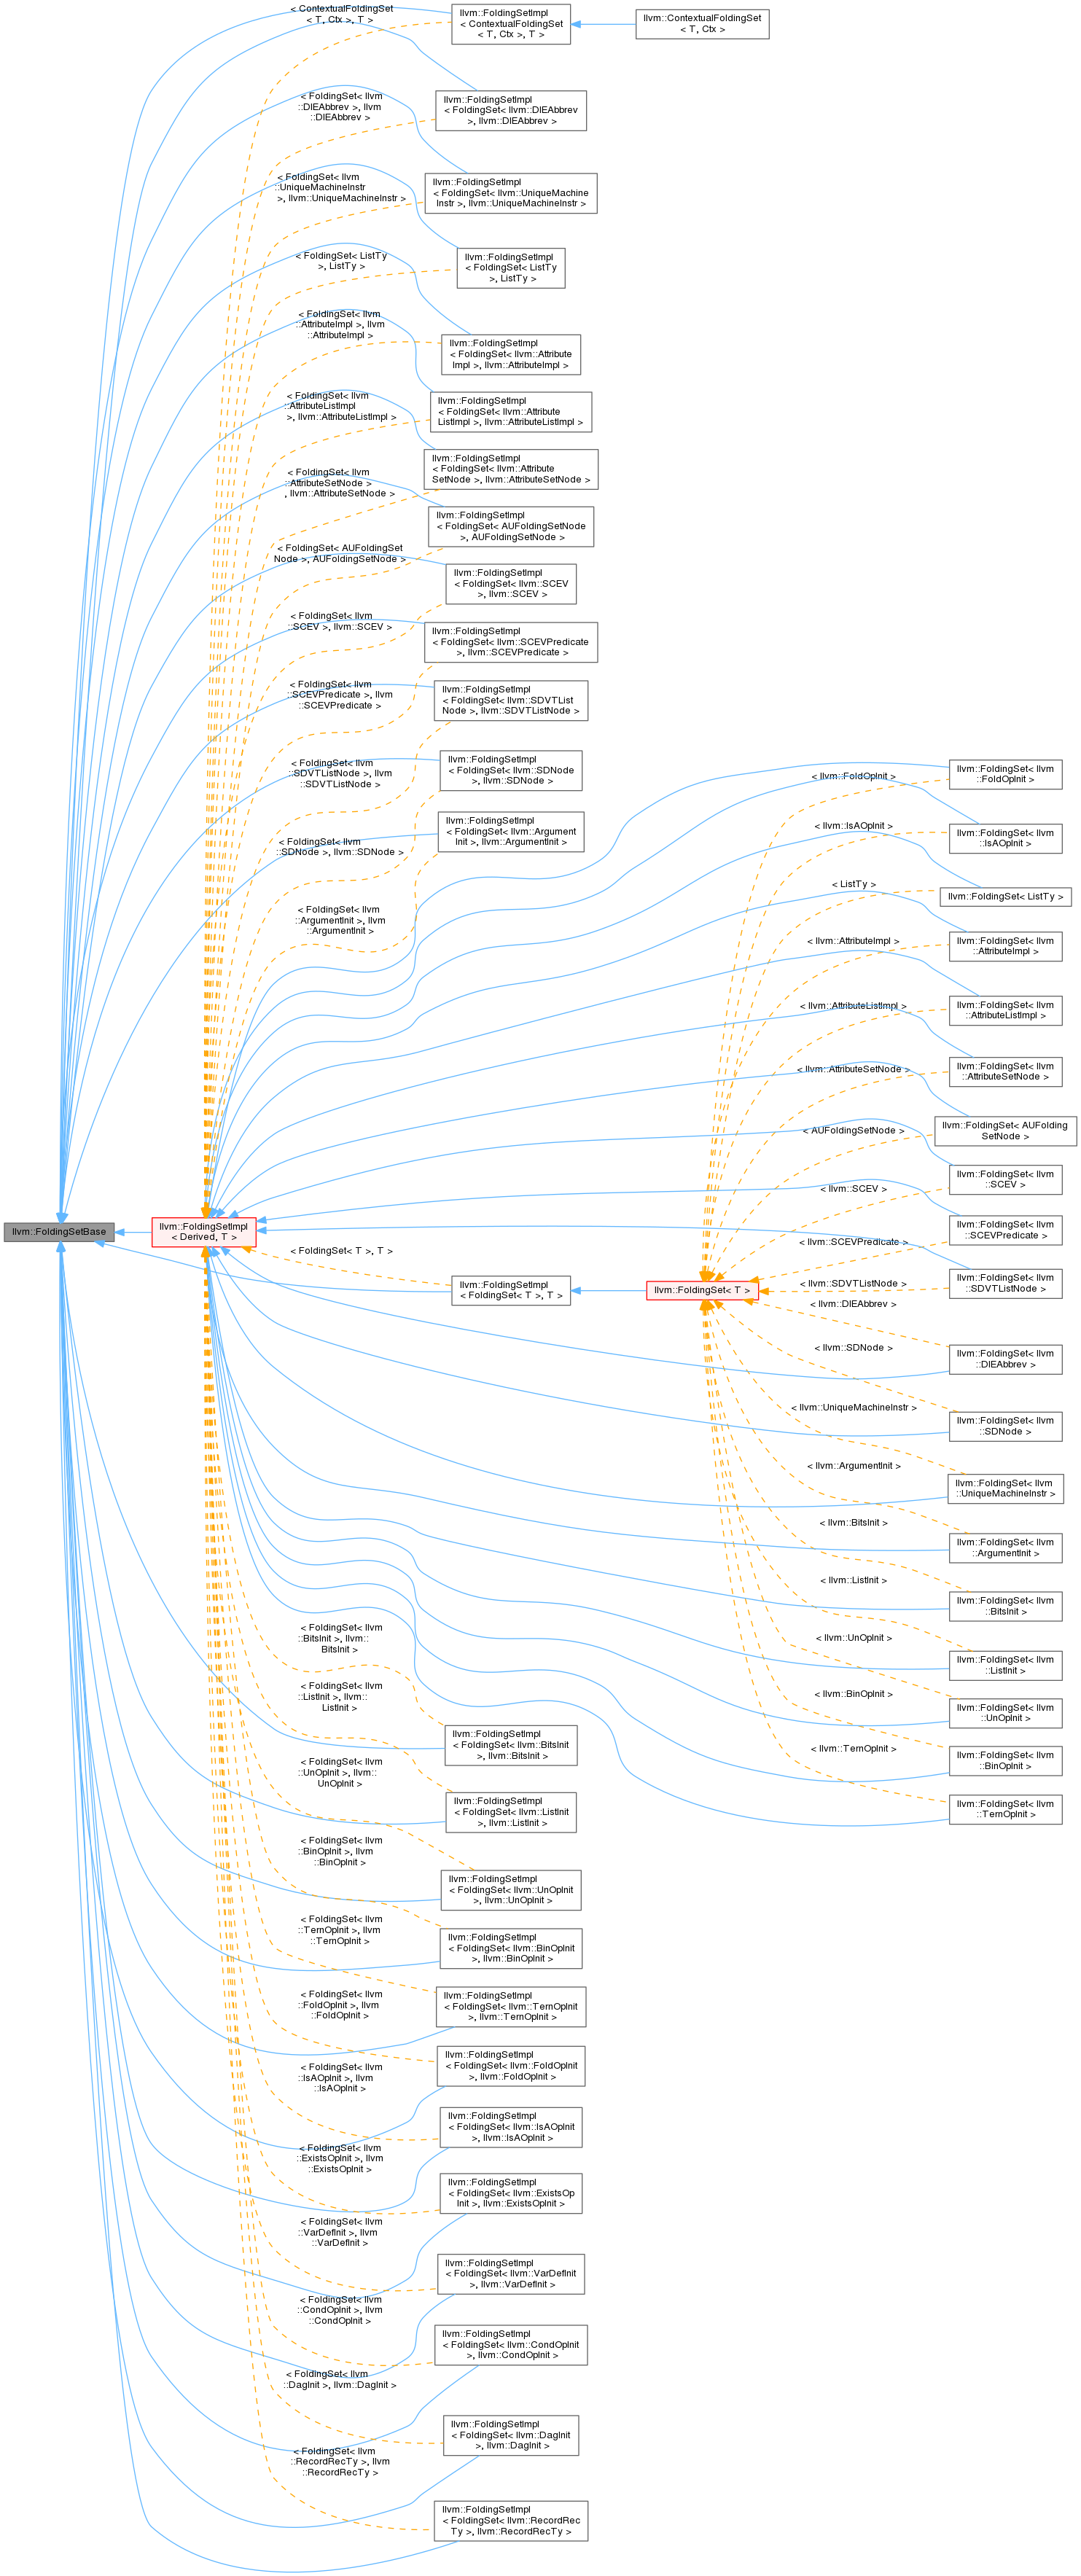 < ContextualFoldingSet
< T, Ctx >, T >
llvm::FoldingSetImpl
< ContextualFoldingSet
< T, Ctx >, T >
llvm::ContextualFoldingSet
< T, Ctx >
< FoldingSet< llvm
::DIEAbbrev >, llvm
::DIEAbbrev >
llvm::FoldingSetImpl
< FoldingSet< llvm::DIEAbbrev
>, llvm::DIEAbbrev >
< FoldingSet< llvm
::UniqueMachineInstr
>, llvm::UniqueMachineInstr >
llvm::FoldingSetImpl
< FoldingSet< llvm::UniqueMachine
Instr >, llvm::UniqueMachineInstr >
< FoldingSet< ListTy
>, ListTy >
llvm::FoldingSetImpl
< FoldingSet< ListTy
>, ListTy >
< FoldingSet< llvm
::AttributeImpl >, llvm
::AttributeImpl >
llvm::FoldingSetImpl
< FoldingSet< llvm::Attribute
Impl >, llvm::AttributeImpl >
< FoldingSet< llvm
::AttributeListImpl
>, llvm::AttributeListImpl >
llvm::FoldingSetImpl
< FoldingSet< llvm::Attribute
ListImpl >, llvm::AttributeListImpl >
< FoldingSet< llvm
::AttributeSetNode >
, llvm::AttributeSetNode >
llvm::FoldingSetImpl
< FoldingSet< llvm::Attribute
SetNode >, llvm::AttributeSetNode >
< FoldingSet< AUFoldingSet
Node >, AUFoldingSetNode >
llvm::FoldingSetImpl
< FoldingSet< AUFoldingSetNode
>, AUFoldingSetNode >
< FoldingSet< llvm
::SCEV >, llvm::SCEV >
llvm::FoldingSetImpl
< FoldingSet< llvm::SCEV
>, llvm::SCEV >
< FoldingSet< llvm
::SCEVPredicate >, llvm
::SCEVPredicate >
llvm::FoldingSetImpl
< FoldingSet< llvm::SCEVPredicate
>, llvm::SCEVPredicate >
< FoldingSet< llvm
::SDVTListNode >, llvm
::SDVTListNode >
llvm::FoldingSetImpl
< FoldingSet< llvm::SDVTList
Node >, llvm::SDVTListNode >
< FoldingSet< llvm
::SDNode >, llvm::SDNode >
llvm::FoldingSetImpl
< FoldingSet< llvm::SDNode
>, llvm::SDNode >
< FoldingSet< llvm
::ArgumentInit >, llvm
::ArgumentInit >
llvm::FoldingSetImpl
< FoldingSet< llvm::Argument
Init >, llvm::ArgumentInit >
< llvm::FoldOpInit >
llvm::FoldingSet< llvm
::FoldOpInit >
< llvm::IsAOpInit >
llvm::FoldingSet< llvm
::IsAOpInit >
< ListTy >
llvm::FoldingSet< ListTy >
< llvm::AttributeImpl >
llvm::FoldingSet< llvm
::AttributeImpl >
< llvm::AttributeListImpl >
llvm::FoldingSet< llvm
::AttributeListImpl >
< llvm::AttributeSetNode >
llvm::FoldingSet< llvm
::AttributeSetNode >
< AUFoldingSetNode >
llvm::FoldingSet< AUFolding
SetNode >
< llvm::SCEV >
llvm::FoldingSet< llvm
::SCEV >
< llvm::SCEVPredicate >
llvm::FoldingSet< llvm
::SCEVPredicate >
llvm::FoldingSetBase
llvm::FoldingSetImpl
< Derived, T >
< FoldingSet< T >, T >
llvm::FoldingSetImpl
< FoldingSet< T >, T >
llvm::FoldingSet< T >
< llvm::SDVTListNode >
llvm::FoldingSet< llvm
::SDVTListNode >
< llvm::DIEAbbrev >
llvm::FoldingSet< llvm
::DIEAbbrev >
< llvm::SDNode >
llvm::FoldingSet< llvm
::SDNode >
< llvm::UniqueMachineInstr >
llvm::FoldingSet< llvm
::UniqueMachineInstr >
< llvm::ArgumentInit >
llvm::FoldingSet< llvm
::ArgumentInit >
< llvm::BitsInit >
llvm::FoldingSet< llvm
::BitsInit >
< llvm::ListInit >
llvm::FoldingSet< llvm
::ListInit >
< llvm::UnOpInit >
llvm::FoldingSet< llvm
::UnOpInit >
< llvm::BinOpInit >
llvm::FoldingSet< llvm
::BinOpInit >
< llvm::TernOpInit >
llvm::FoldingSet< llvm
::TernOpInit >
< FoldingSet< llvm
::BitsInit >, llvm::
BitsInit >
llvm::FoldingSetImpl
< FoldingSet< llvm::BitsInit
>, llvm::BitsInit >
< FoldingSet< llvm
::ListInit >, llvm::
ListInit >
llvm::FoldingSetImpl
< FoldingSet< llvm::ListInit
>, llvm::ListInit >
< FoldingSet< llvm
::UnOpInit >, llvm::
UnOpInit >
llvm::FoldingSetImpl
< FoldingSet< llvm::UnOpInit
>, llvm::UnOpInit >
< FoldingSet< llvm
::BinOpInit >, llvm
::BinOpInit >
llvm::FoldingSetImpl
< FoldingSet< llvm::BinOpInit
>, llvm::BinOpInit >
< FoldingSet< llvm
::TernOpInit >, llvm
::TernOpInit >
llvm::FoldingSetImpl
< FoldingSet< llvm::TernOpInit
>, llvm::TernOpInit >
< FoldingSet< llvm
::FoldOpInit >, llvm
::FoldOpInit >
llvm::FoldingSetImpl
< FoldingSet< llvm::FoldOpInit
>, llvm::FoldOpInit >
< FoldingSet< llvm
::IsAOpInit >, llvm
::IsAOpInit >
llvm::FoldingSetImpl
< FoldingSet< llvm::IsAOpInit
>, llvm::IsAOpInit >
< FoldingSet< llvm
::ExistsOpInit >, llvm
::ExistsOpInit >
llvm::FoldingSetImpl
< FoldingSet< llvm::ExistsOp
Init >, llvm::ExistsOpInit >
< FoldingSet< llvm
::VarDefInit >, llvm
::VarDefInit >
llvm::FoldingSetImpl
< FoldingSet< llvm::VarDefInit
>, llvm::VarDefInit >
< FoldingSet< llvm
::CondOpInit >, llvm
::CondOpInit >
llvm::FoldingSetImpl
< FoldingSet< llvm::CondOpInit
>, llvm::CondOpInit >
< FoldingSet< llvm
::DagInit >, llvm::DagInit >
llvm::FoldingSetImpl
< FoldingSet< llvm::DagInit
>, llvm::DagInit >
< FoldingSet< llvm
::RecordRecTy >, llvm
::RecordRecTy >
llvm::FoldingSetImpl
< FoldingSet< llvm::RecordRec
Ty >, llvm::RecordRecTy >